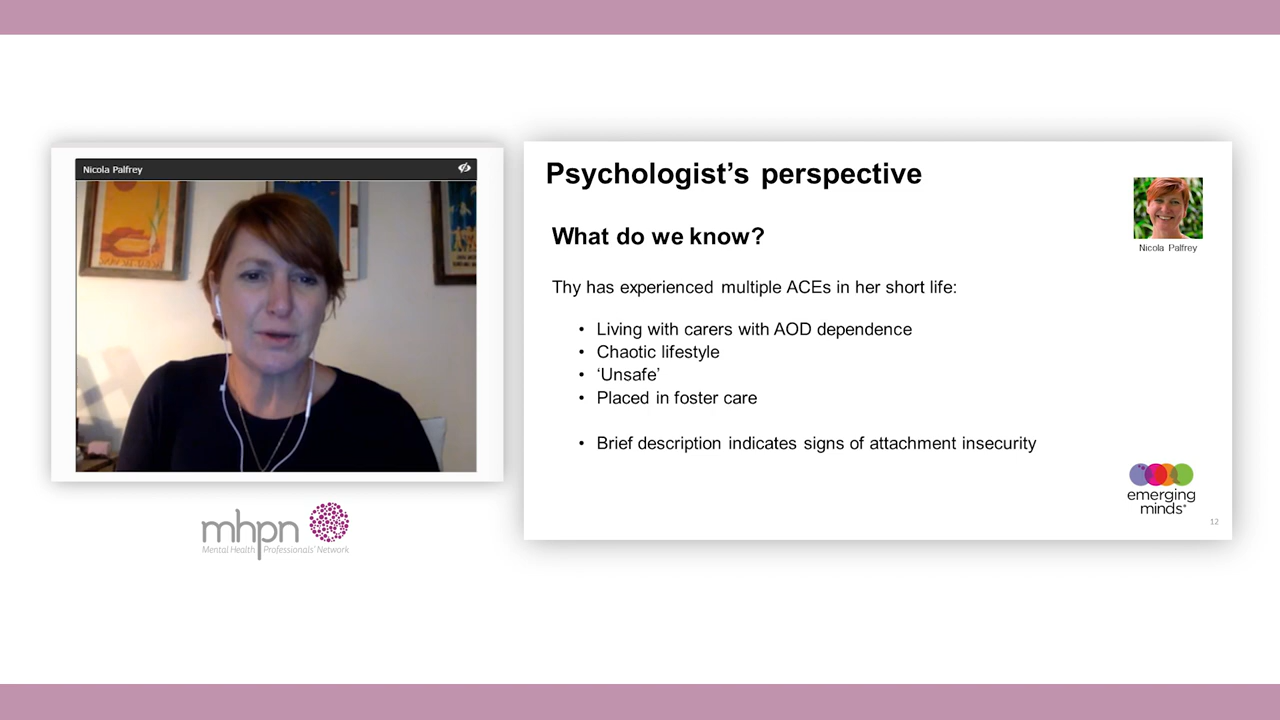 Nicola Palfrey
mhpn
Mental Health Professionals' Network
Psychologist’s perspective
Nicola Palfrey
What do we know?
Thy has experienced multiple ACEs in her short life:
• Living with carers with AOD dependence
• Chaotic lifestyle
• ‘Unsafe’
• Placed in foster care
• Brief description indicates signs of attachment insecurity
emerging
minds
12